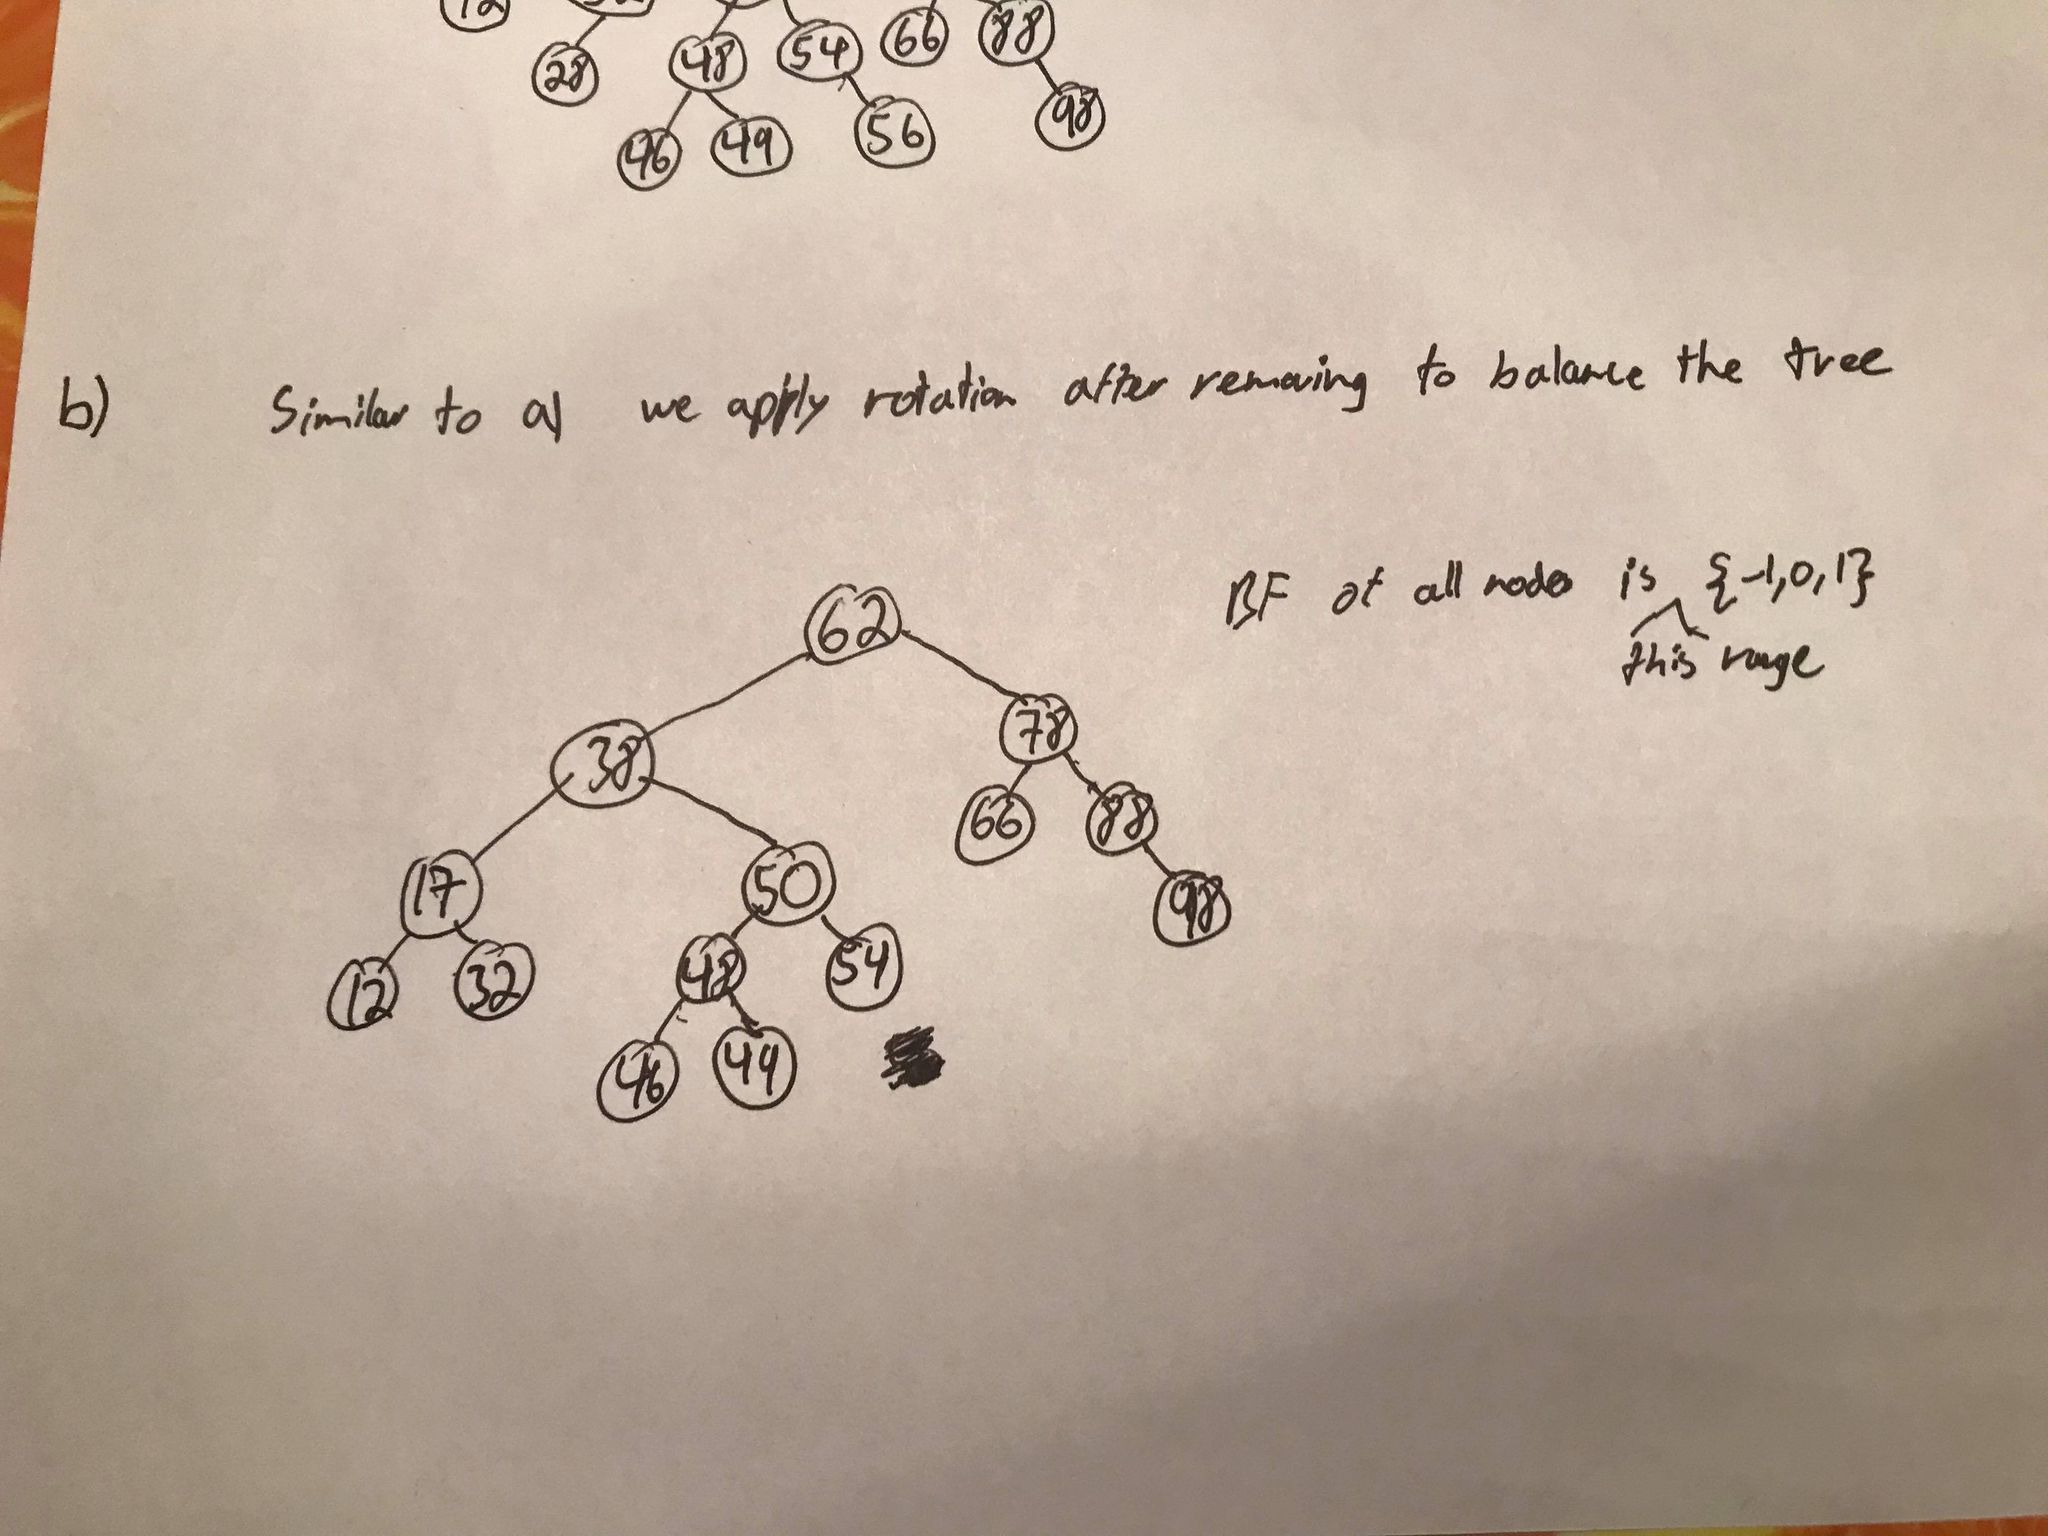 12
28 48 54 66 88
46 49 56 98
b) Similar to a) we apply rotation after removing to balance the tree
BF of all nodes is {-1,0,1}
this range
62
38 78
17 50 66 88
12 32 48 54 98
46 49